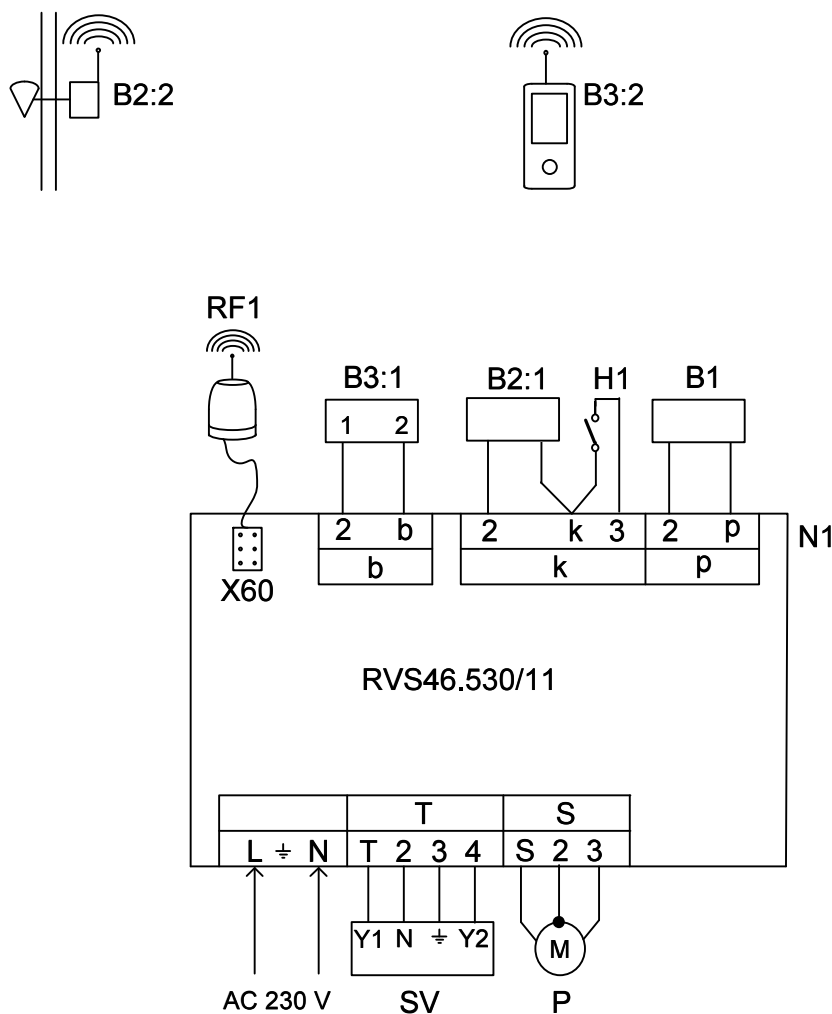 B2:2
B3:2
RF1
B3:1
B2:1
H1
B1
1 2
2 b
2 k 3
2 p
N1
b
k
p
X60
RVS46.530/11
T
S
L ⏚ N
T 2 3 4
S 2 3
Y1 N ⏚ Y2
M
AC 230 V
SV
P